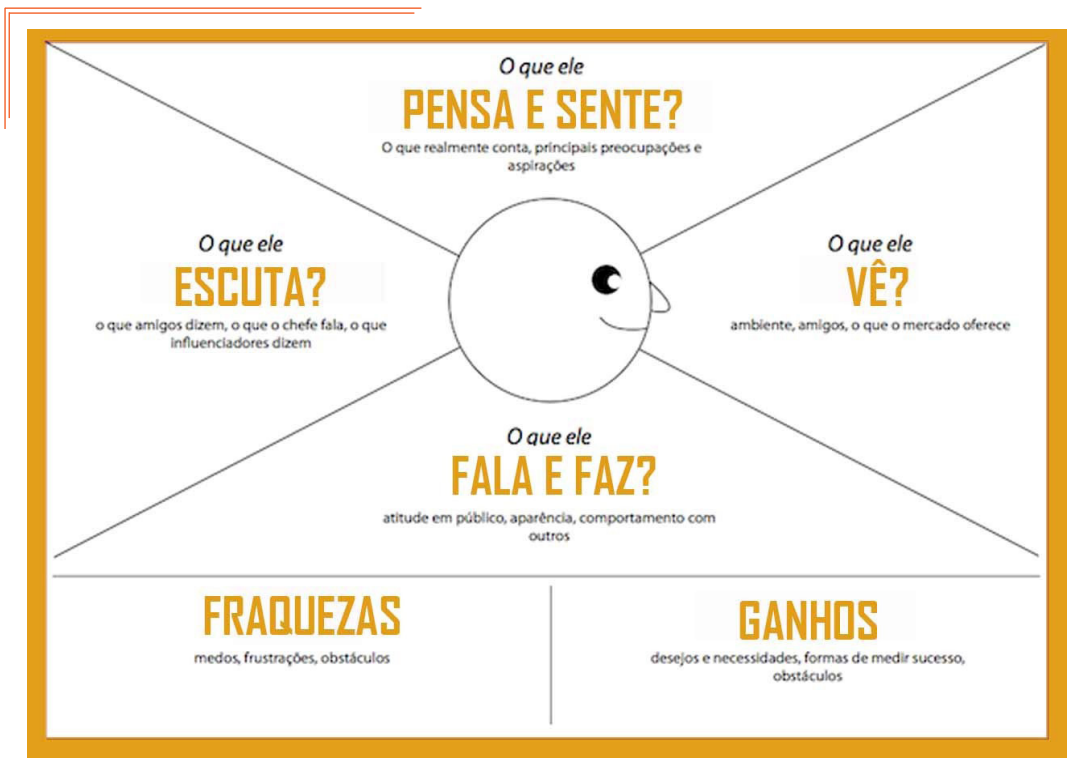 O que ele
PENSA E SENTE?
O que realmente conta, principais preocupações e
aspirações
O que ele
ESCUTA?
o que amigos dizem, o que o chefe fala, o que
influenciadores dizem
O que ele
VÊ?
ambiente, amigos, o que o mercado oferece
O que ele
FALA E FAZ?
atitude em público, aparência, comportamento com
outros
FRAQUEZAS
medos, frustrações, obstáculos
GANHOS
desejos e necessidades, formas de medir sucesso,
obstáculos